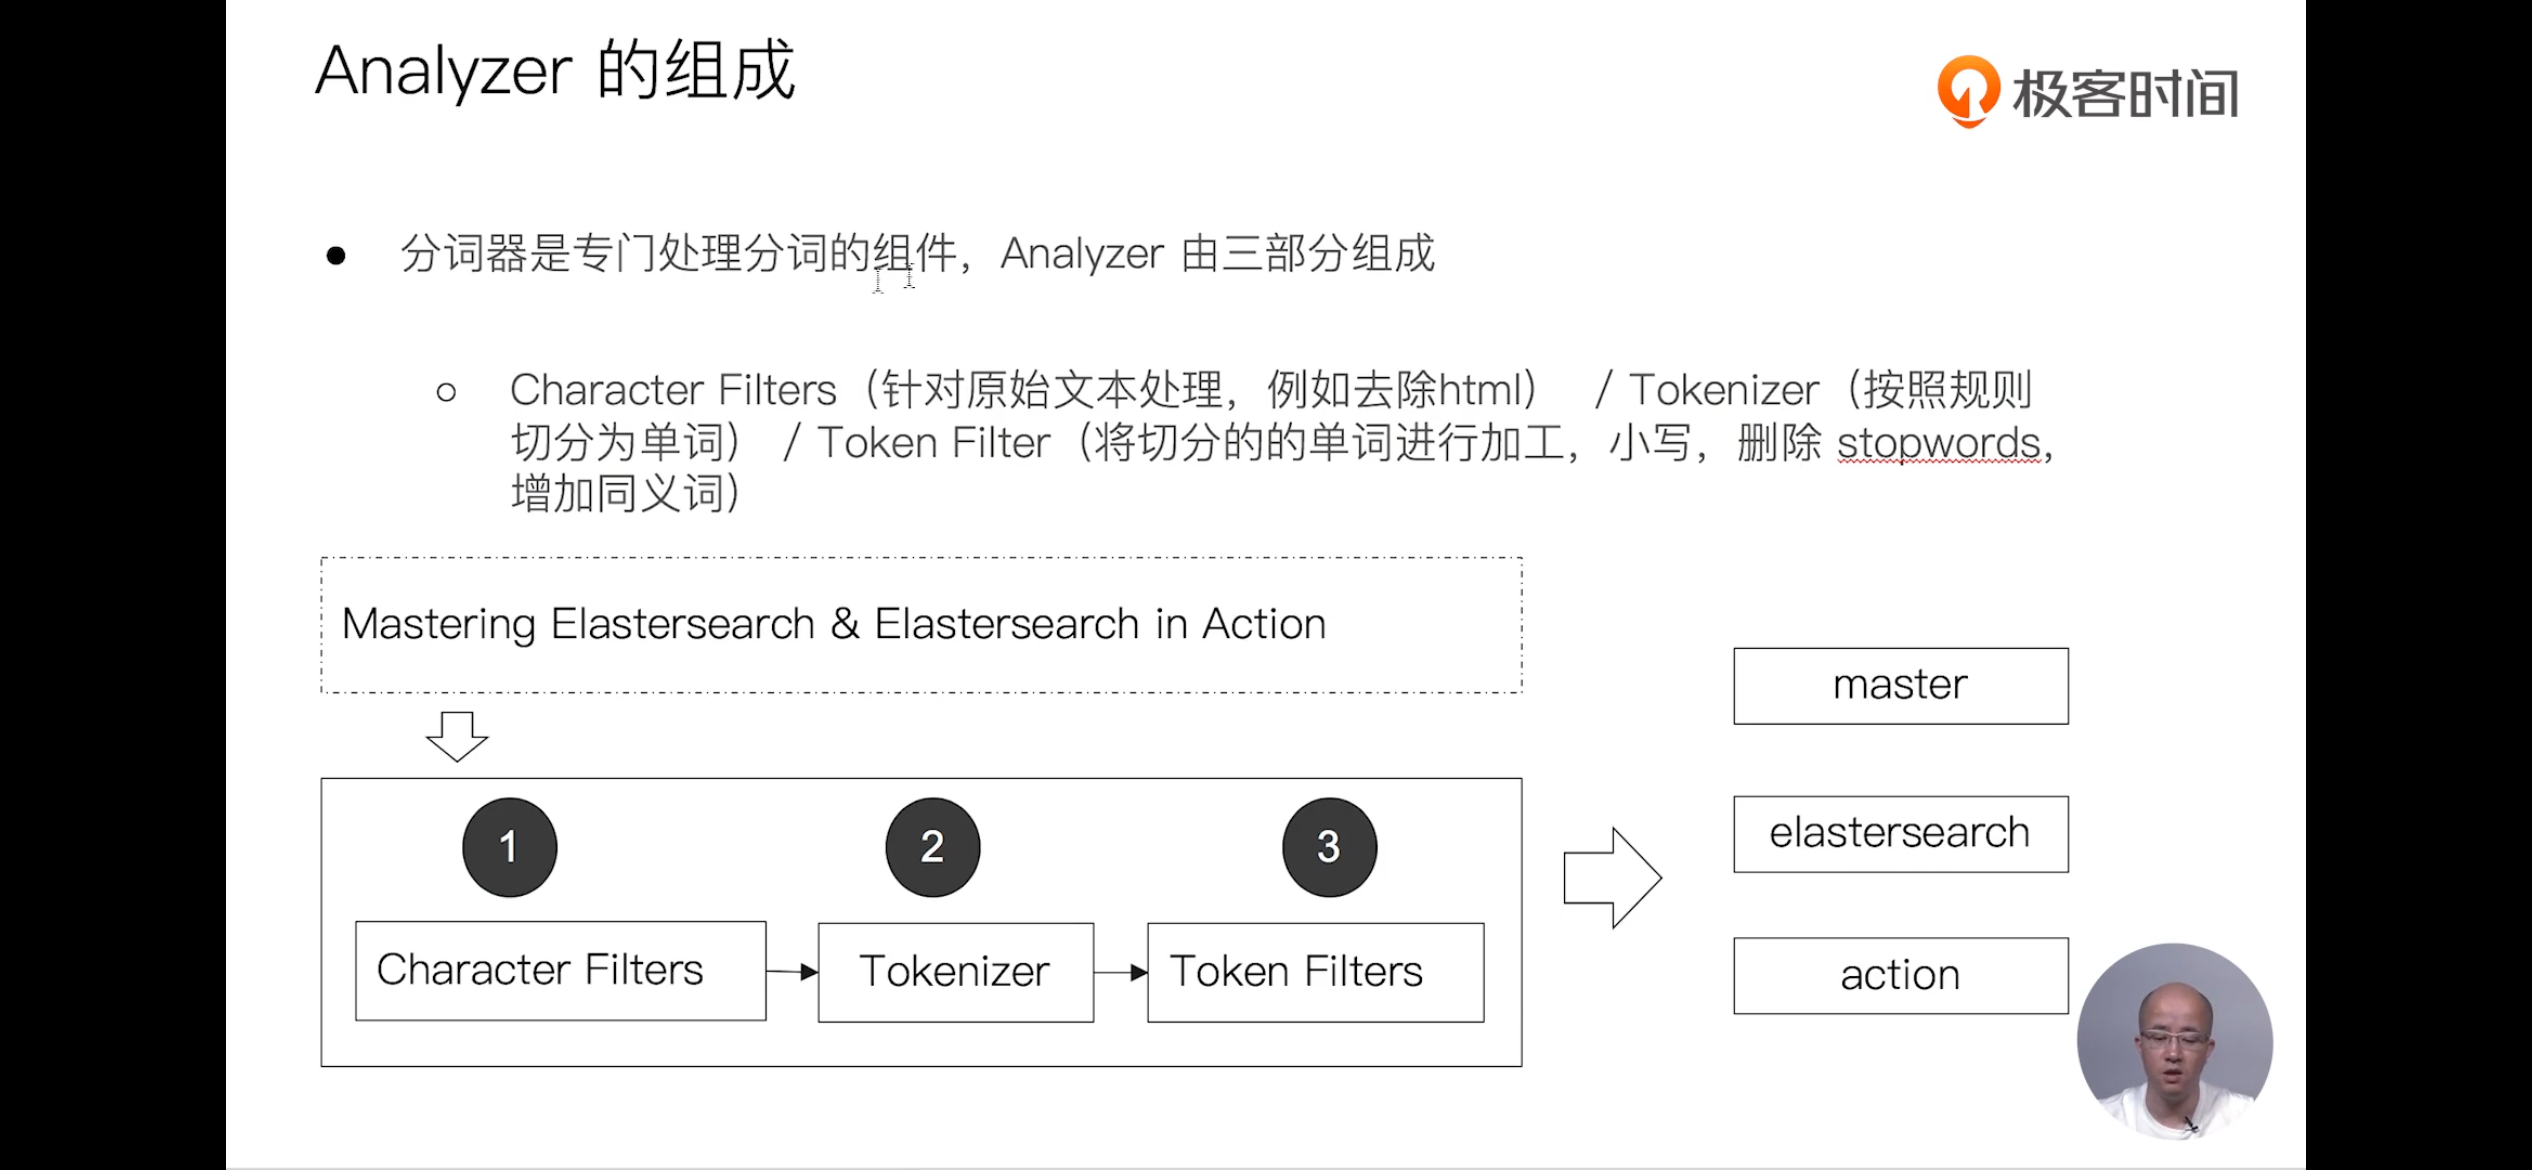 Analyzer 的组成
极客时间
分词器是专门处理分词的组件，Analyzer 由三部分组成
Character Filters（针对原始文本处理，例如去除html） / Tokenizer（按照规则
切分为单词） / Token Filter（将切分的的单词进行加工，小写，删除 stopwords,
增加同义词）
Mastering Elastersearch & Elastersearch in Action
1
2
3
Character Filters
Tokenizer
Token Filters
master
elastersearch
action